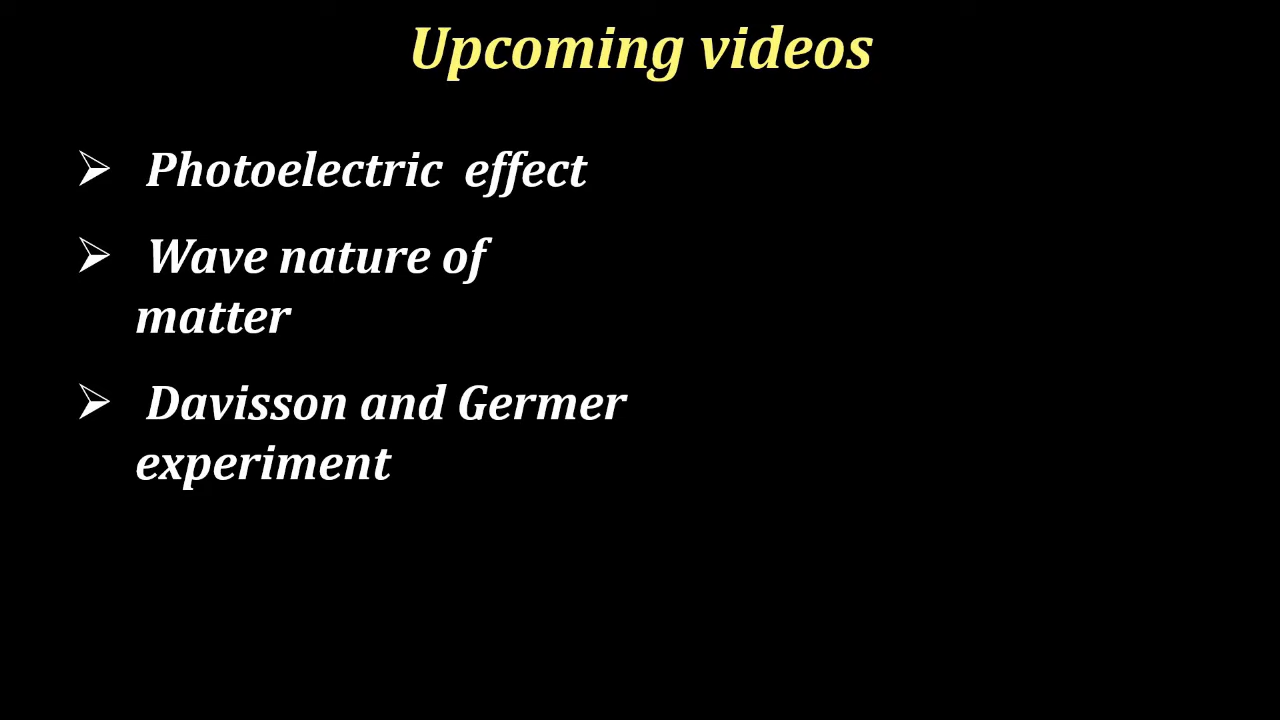 Upcoming videos
➢ Photoelectric effect
➢ Wave nature of
matter
➢ Davisson and Germer
experiment